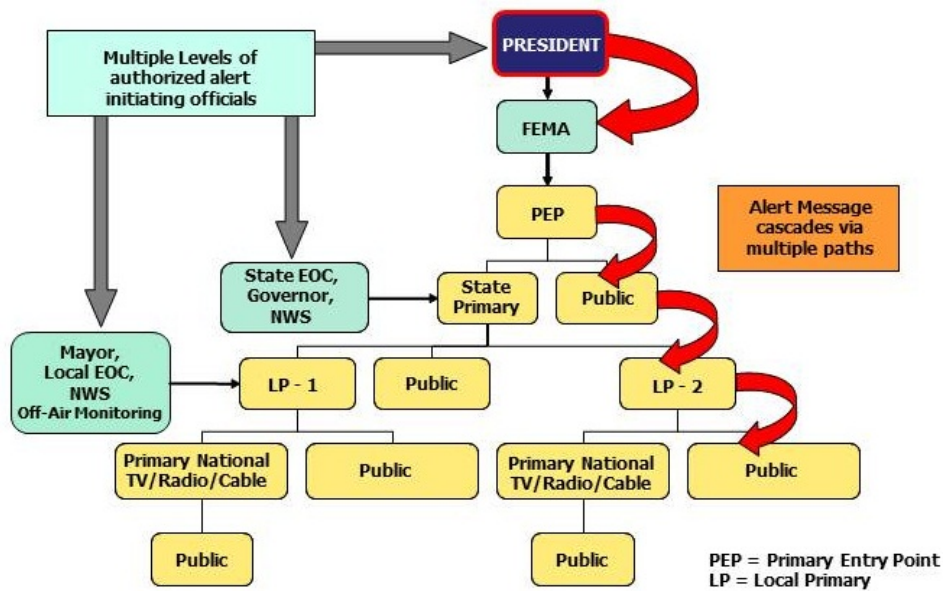 Multiple Levels of
authorized alert
initiating officials
PRESIDENT
FEMA
PEP
Alert Message
cascades via
multiple paths
State EOC,
Governor,
NWS
State
Primary
Public
Mayor,
Local EOC,
NWS
Off-Air Monitoring
LP - 1
Public
LP - 2
Primary National
TV/Radio/Cable
Public
Primary National
TV/Radio/Cable
Public
Public
Public
PEP = Primary Entry Point
LP = Local Primary